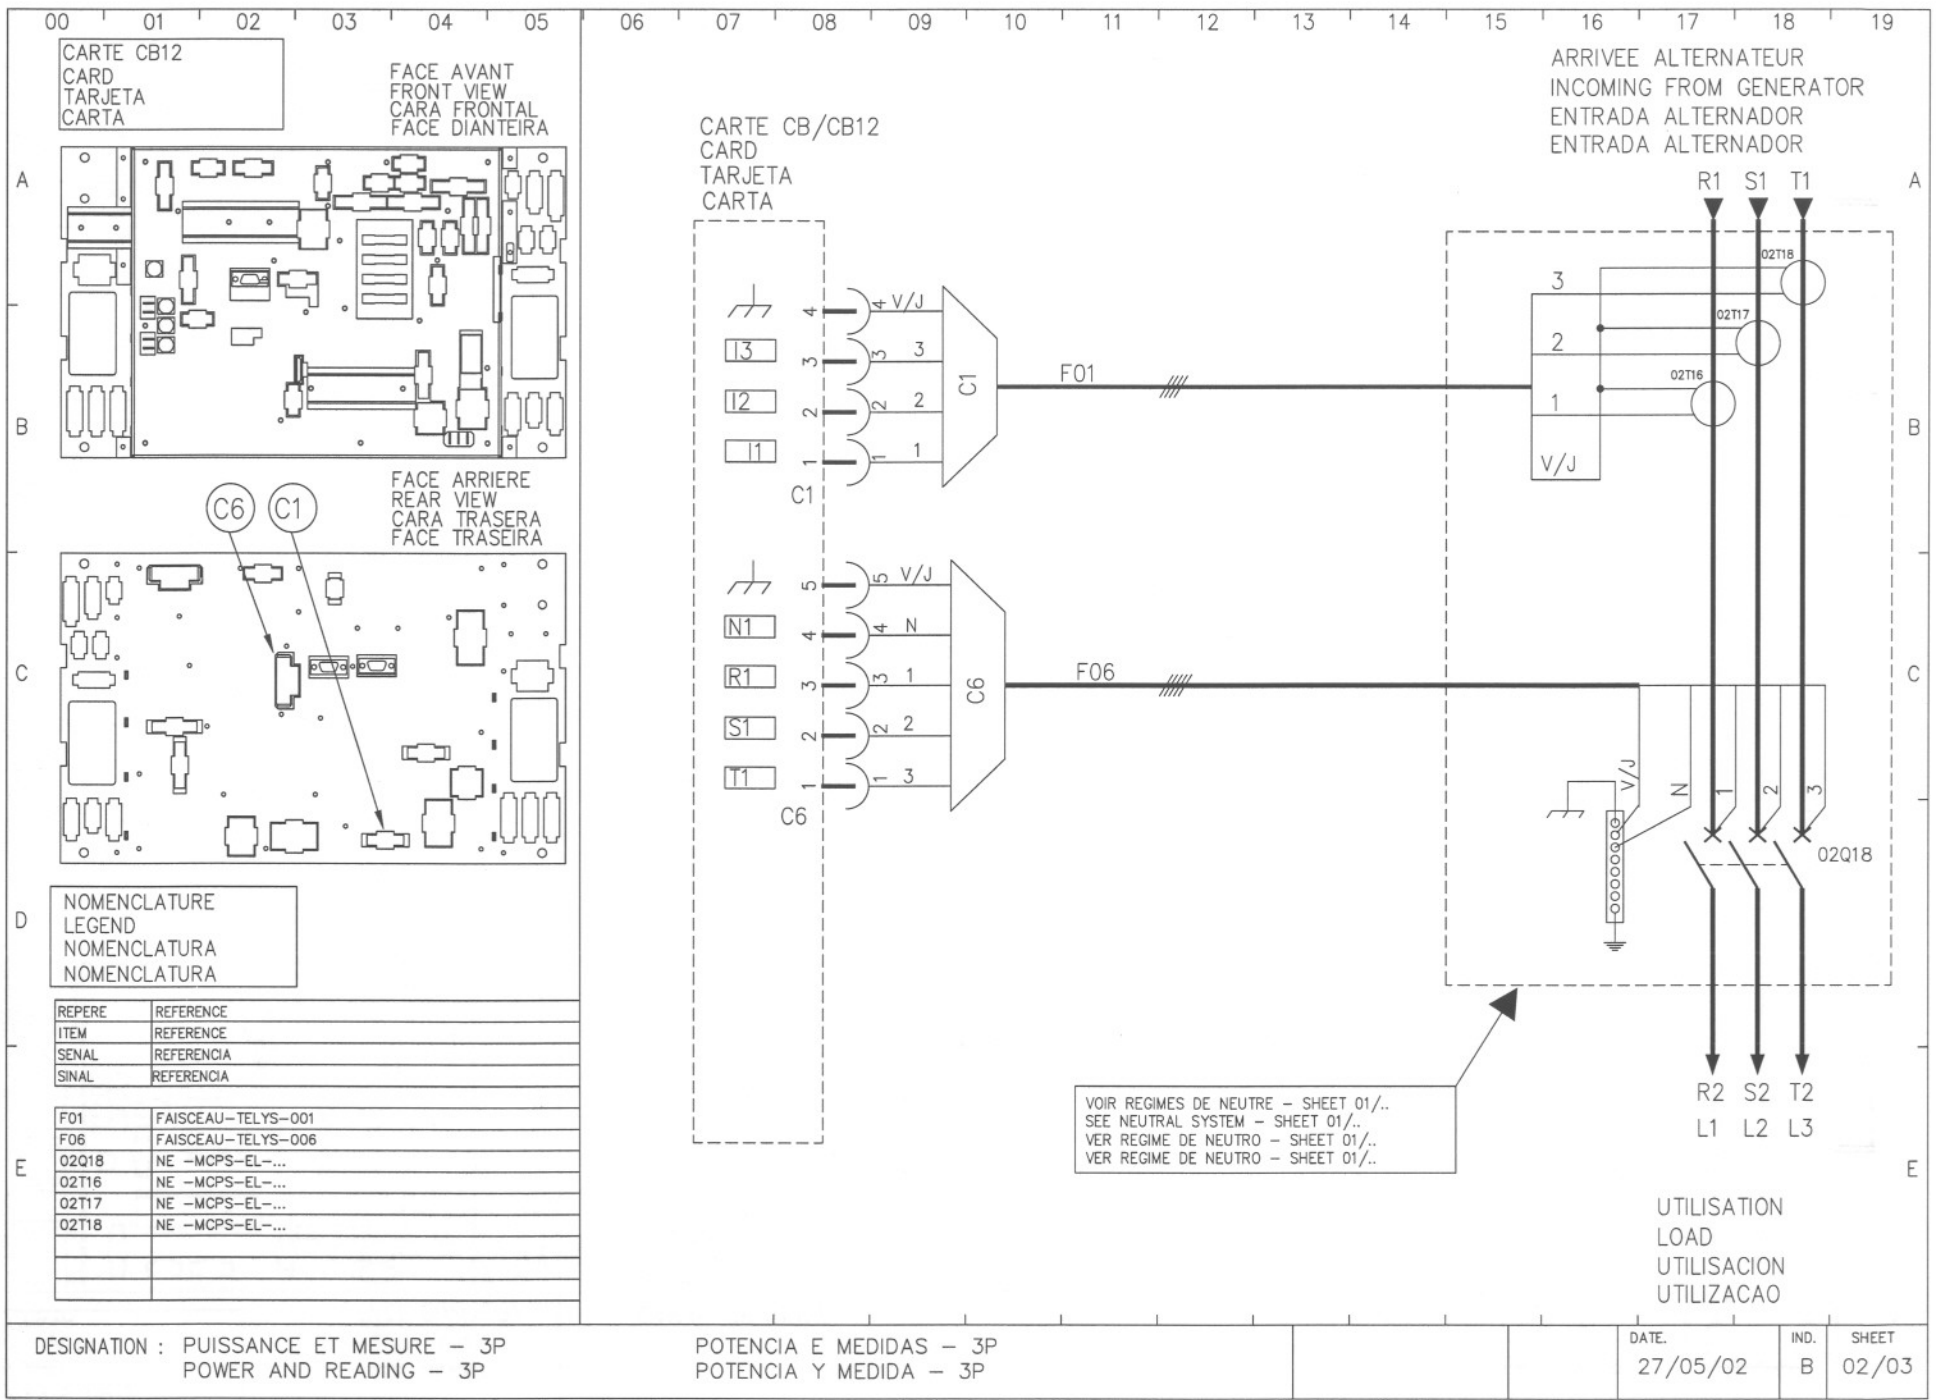 00 01 02 03 04 05 06 07 08 09 10 11 12 13 14 15 16 17 18 19
CARTE CB12
CARD
TARJETA
CARTA
FACE AVANT
FRONT VIEW
CARA FRONTAL
FACE DIANTEIRA
A
B
C
D
E
FACE ARRIERE
REAR VIEW
CARA TRASERA
FACE TRASEIRA
C6 C1
NOMENCLATURE
LEGEND
NOMENCLATURA
NOMENCLATURA
REPERE REFERENCE
ITEM REFERENCE
SENAL REFERENCIA
SINAL REFERENCIA
F01 FAISCEAU-TELYS-001
F06 FAISCEAU-TELYS-006
02Q18 NE -MCPS-EL-...
02T16 NE -MCPS-EL-...
02T17 NE -MCPS-EL-...
02T18 NE -MCPS-EL-...
CARTE CB/CB12
CARD
TARJETA
CARTA
4 4 V/J
I3 3 3 3
I2 2 2 2
I1 1 1 1
C1
C1
F01
5 5 V/J
N1 4 4 N
R1 3 3 1
S1 2 2 2
T1 1 1 3
C6
C6
F06
ARRIVEE ALTERNATEUR
INCOMING FROM GENERATOR
ENTRADA ALTERNADOR
ENTRADA ALTERNADOR
R1 S1 T1
02T18
3
02T17
2
02T16
1
V/J
V/J N 1 2 3
02Q18
R2 S2 T2
L1 L2 L3
VOIR REGIMES DE NEUTRE - SHEET 01/..
SEE NEUTRAL SYSTEM - SHEET 01/..
VER REGIME DE NEUTRO - SHEET 01/..
VER REGIME DE NEUTRO - SHEET 01/..
UTILISATION
LOAD
UTILISACION
UTILIZACAO
A
B
C
E
DESIGNATION : PUISSANCE ET MESURE - 3P
POWER AND READING - 3P
POTENCIA E MEDIDAS - 3P
POTENCIA Y MEDIDA - 3P
DATE.
27/05/02
IND.
B
SHEET
02/03